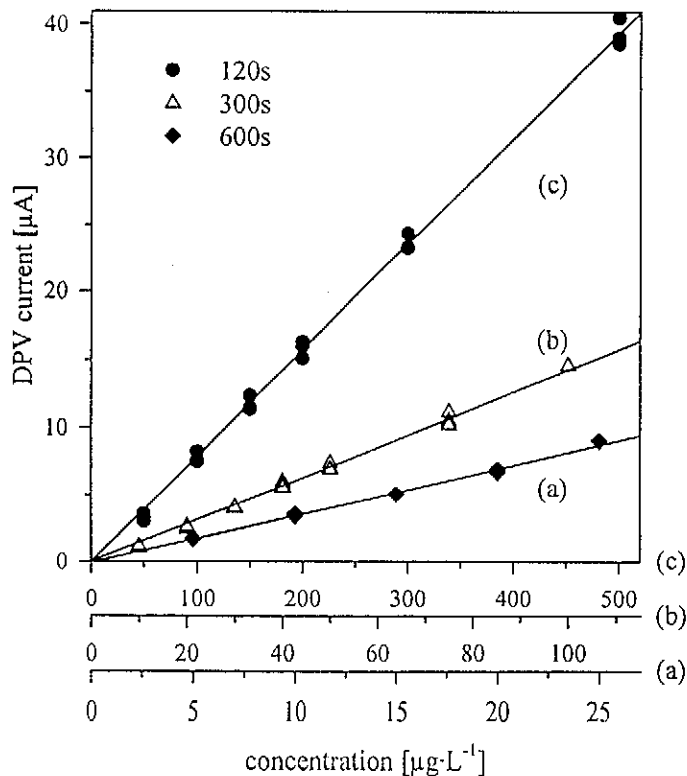 40
30
20
10
0
DPV current [µA]
120s
300s
600s
(c)
(b)
(a)
(c)
0 100 200 300 400 500
(b)
0 20 40 60 80 100
(a)
0 5 10 15 20 25
concentration [µg·L⁻¹]